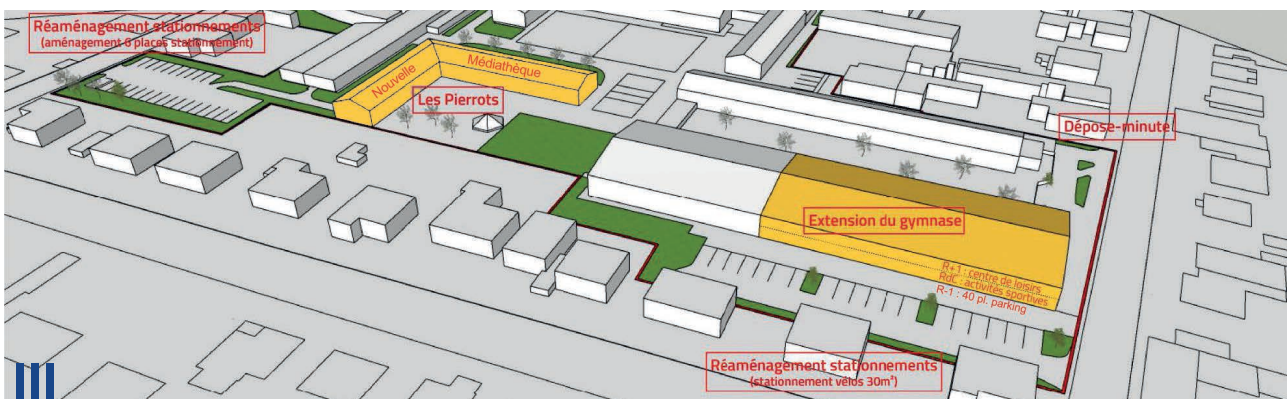 Réaménagement stationnements
(aménagement 6 places stationnement)
Nouvelle
Médiathèque
Les Pierrots
Dépose-minute
Extension du gymnase
R+1 : centre de loisirs
RdC : activités sportives
R-1 : 40 pl. parking
Réaménagement stationnements
(stationnement vélos 30m²)